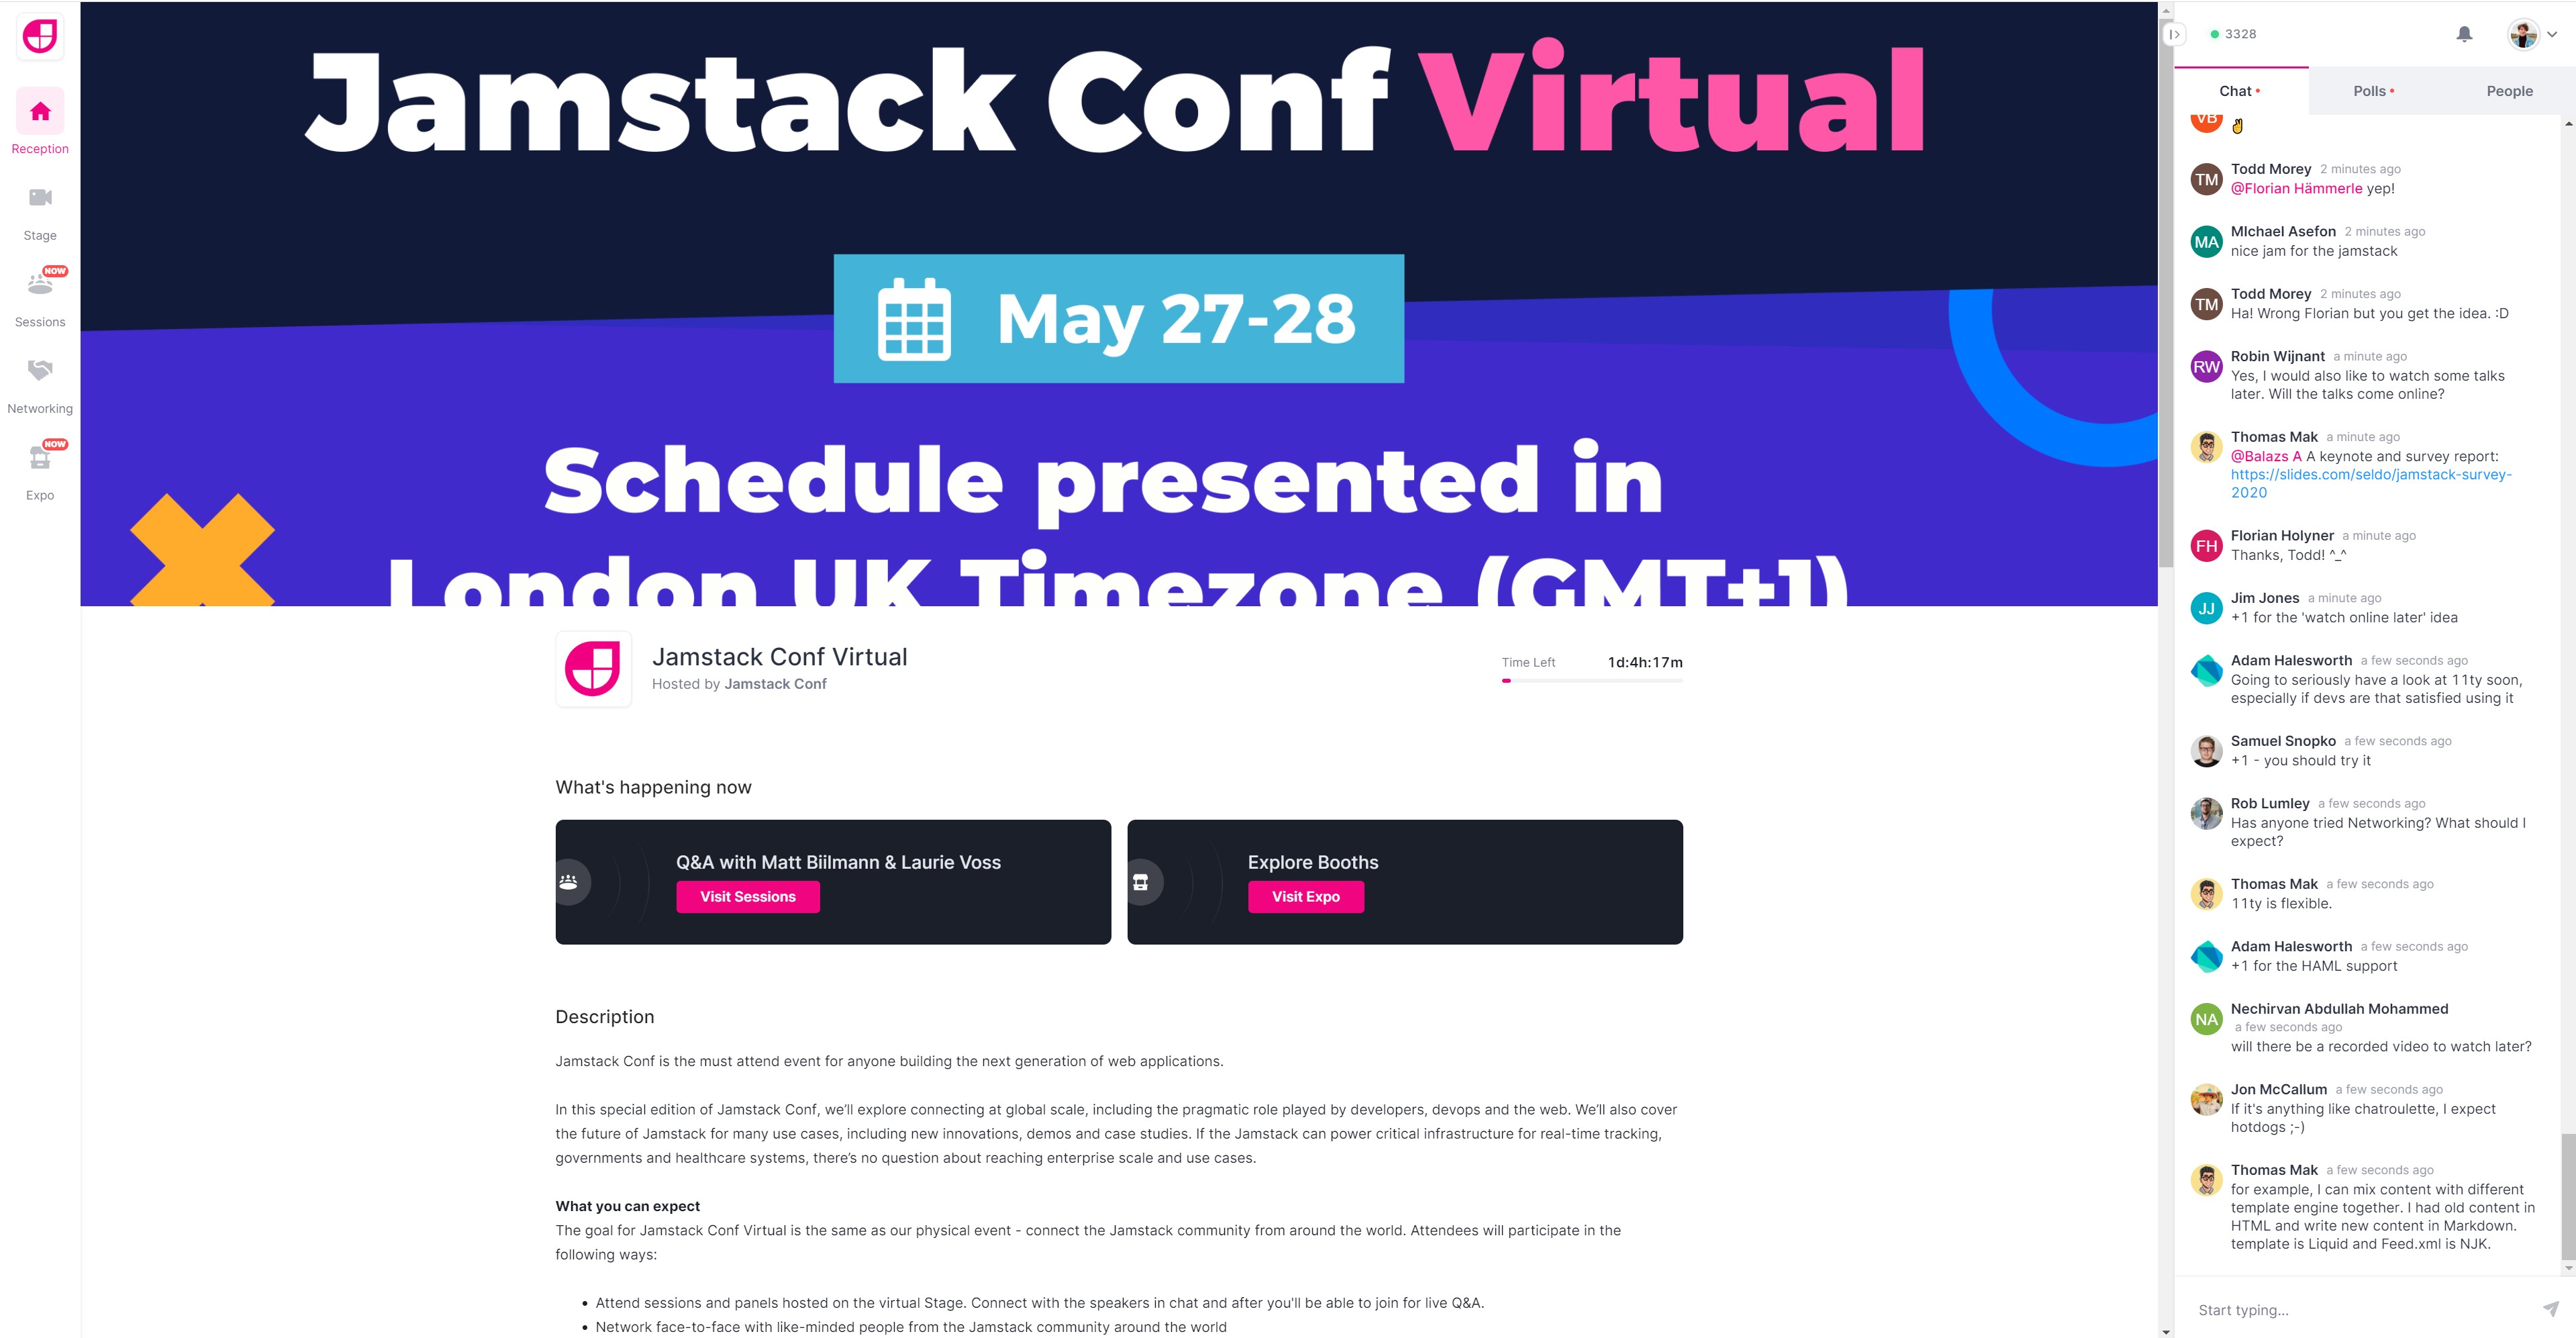 Reception
Stage
NOW
Sessions
Networking
NOW
Expo
Jamstack Conf Virtual
May 27-28
Schedule presented in
London UK Timezone (GMT+1)
Jamstack Conf Virtual
Hosted by Jamstack Conf
Time Left 1d:4h:17m
What's happening now
Q&A with Matt Biilmann & Laurie Voss
Visit Sessions
Explore Booths
Visit Expo
Description
Jamstack Conf is the must attend event for anyone building the next generation of web applications.
In this special edition of Jamstack Conf, we’ll explore connecting at global scale, including the pragmatic role played by developers, devops and the web. We’ll also cover
the future of Jamstack for many use cases, including new innovations, demos and case studies. If the Jamstack can power critical infrastructure for real-time tracking,
governments and healthcare systems, there’s no question about reaching enterprise scale and use cases.
What you can expect
The goal for Jamstack Conf Virtual is the same as our physical event - connect the Jamstack community from around the world. Attendees will participate in the
following ways:
• Attend sessions and panels hosted on the virtual Stage. Connect with the speakers in chat and after you'll be able to join for live Q&A.
• Network face-to-face with like-minded people from the Jamstack community around the world
3328
Chat
Polls
People
VB
✌
TM
Todd Morey 2 minutes ago
@Florian Hämmerle yep!
MA
MIchael Asefon 2 minutes ago
nice jam for the jamstack
TM
Todd Morey 2 minutes ago
Ha! Wrong Florian but you get the idea. :D
RW
Robin Wijnant a minute ago
Yes, I would also like to watch some talks
later. Will the talks come online?
Thomas Mak a minute ago
@Balazs A A keynote and survey report:
https://slides.com/seldo/jamstack-survey-
2020
FH
Florian Holyner a minute ago
Thanks, Todd! ^_^
JJ
Jim Jones a minute ago
+1 for the 'watch online later' idea
Adam Halesworth a few seconds ago
Going to seriously have a look at 11ty soon,
especially if devs are that satisfied using it
Samuel Snopko a few seconds ago
+1 - you should try it
Rob Lumley a few seconds ago
Has anyone tried Networking? What should I
expect?
Thomas Mak a few seconds ago
11ty is flexible.
Adam Halesworth a few seconds ago
+1 for the HAML support
NA
Nechirvan Abdullah Mohammed
a few seconds ago
will there be a recorded video to watch later?
Jon McCallum a few seconds ago
If it's anything like chatroulette, I expect
hotdogs ;-)
Thomas Mak a few seconds ago
for example, I can mix content with different
template engine together. I had old content in
HTML and write new content in Markdown.
template is Liquid and Feed.xml is NJK.
Start typing...